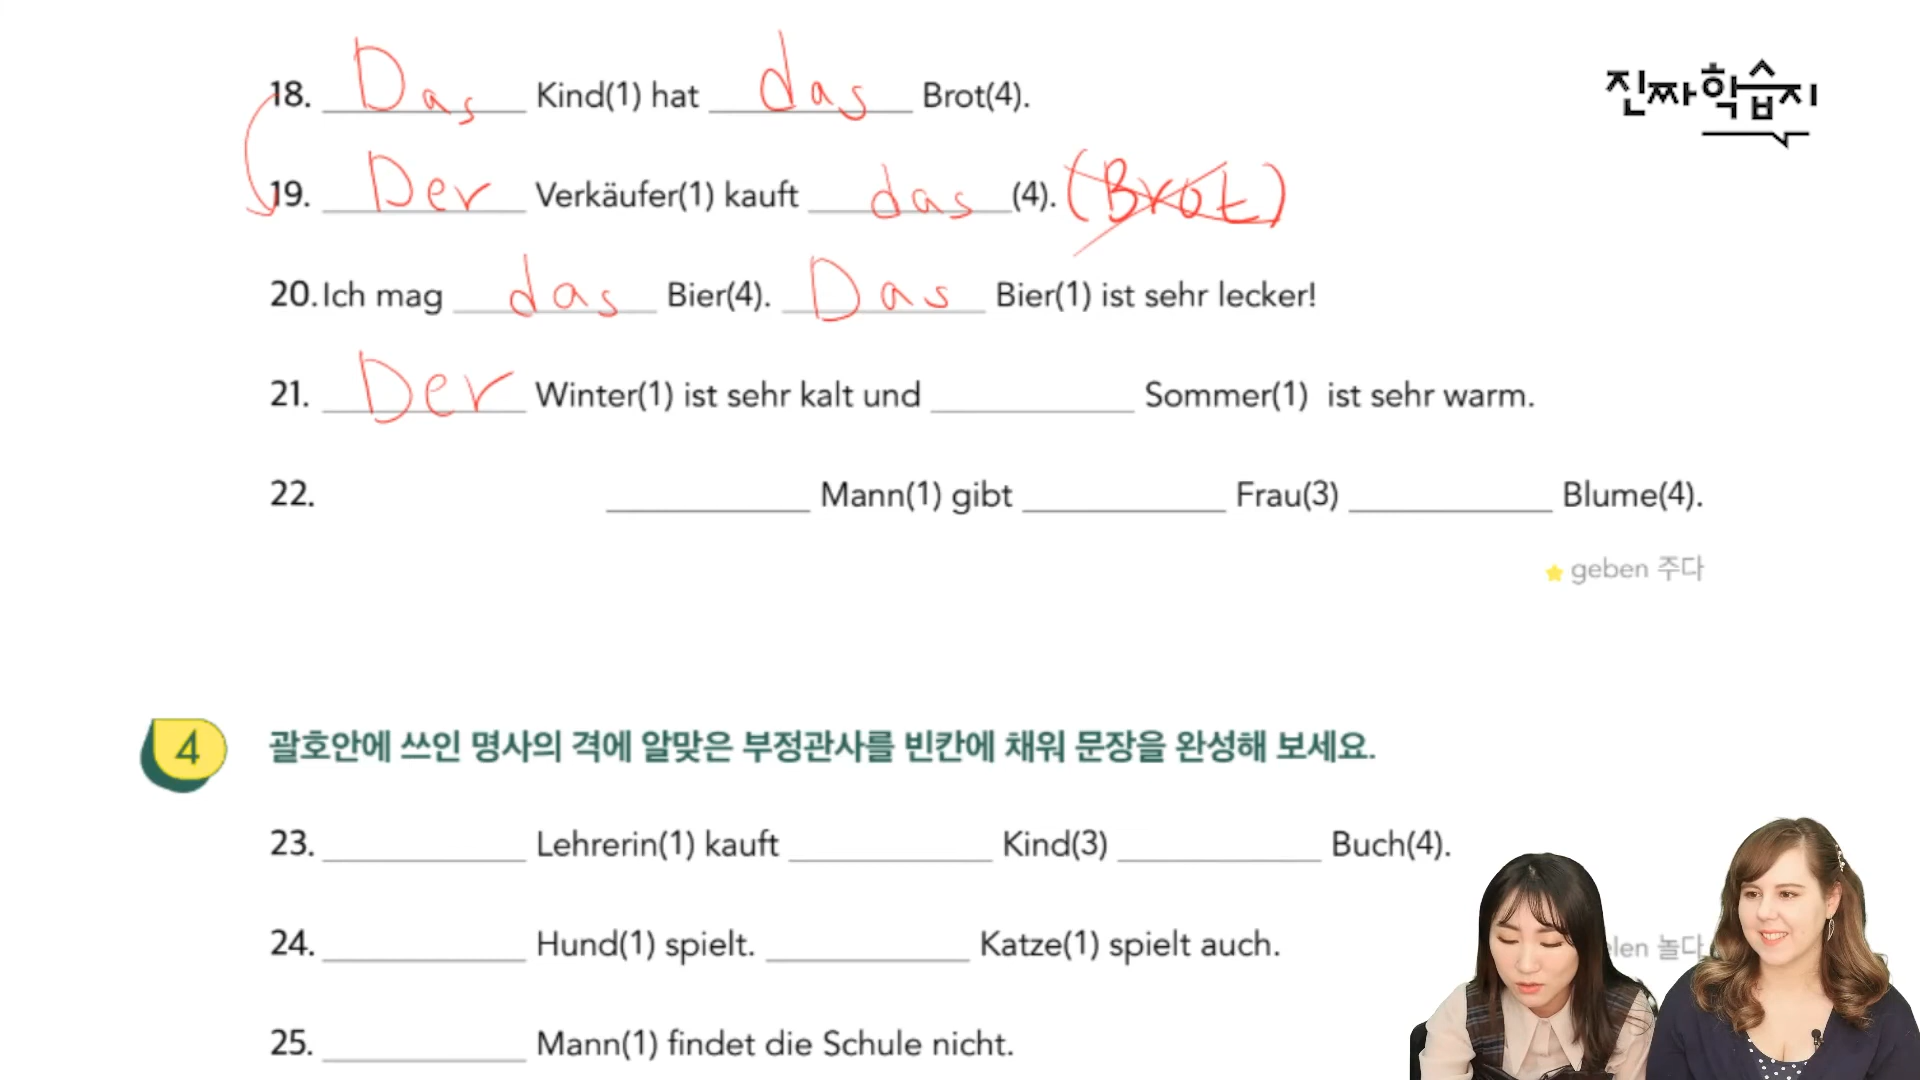 18. Das Kind(1) hat das Brot(4).
진짜학습지
19. Der Verkäufer(1) kauft das (4). (Brot)
20. Ich mag das Bier(4). Das Bier(1) ist sehr lecker!
21. Der Winter(1) ist sehr kalt und Sommer(1) ist sehr warm.
22. Mann(1) gibt Frau(3) Blume(4).
geben 주다
4 괄호안에 쓰인 명사의 격에 알맞은 부정관사를 빈칸에 채워 문장을 완성해 보세요.
23. Lehrerin(1) kauft Kind(3) Buch(4).
24. Hund(1) spielt. Katze(1) spielt auch.
놀다
25. Mann(1) findet die Schule nicht.